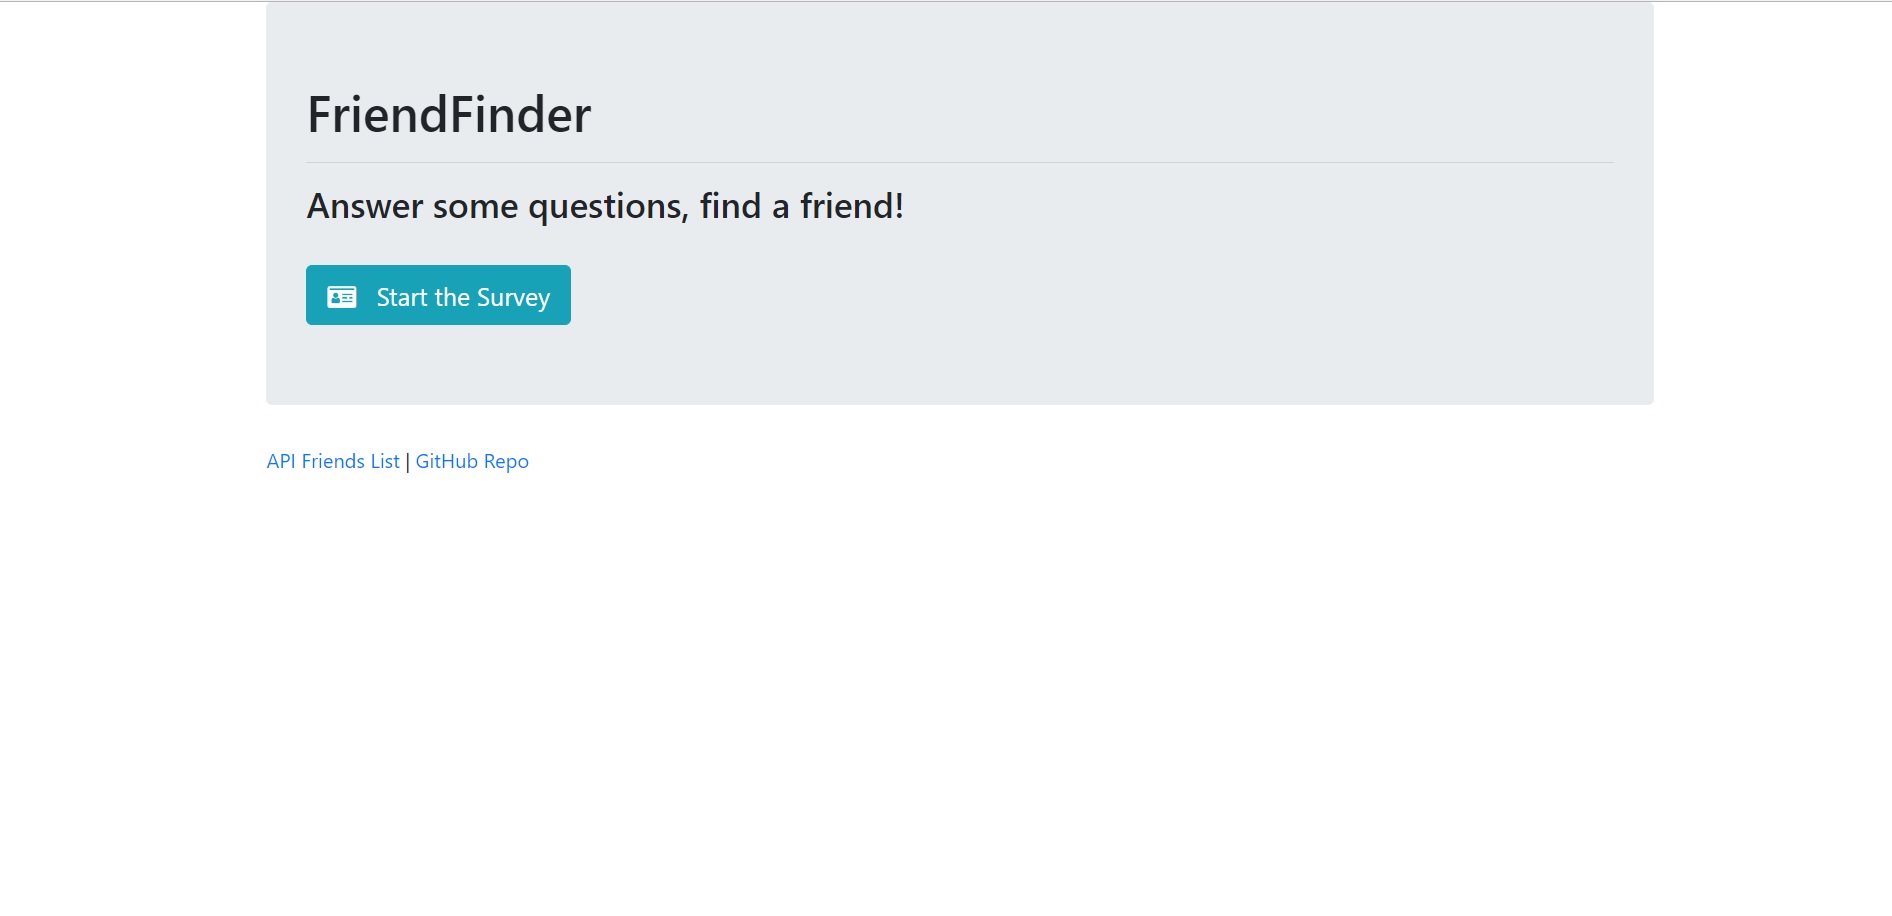 FriendFinder
Answer some questions, find a friend!
Start the Survey
API Friends List | GitHub Repo